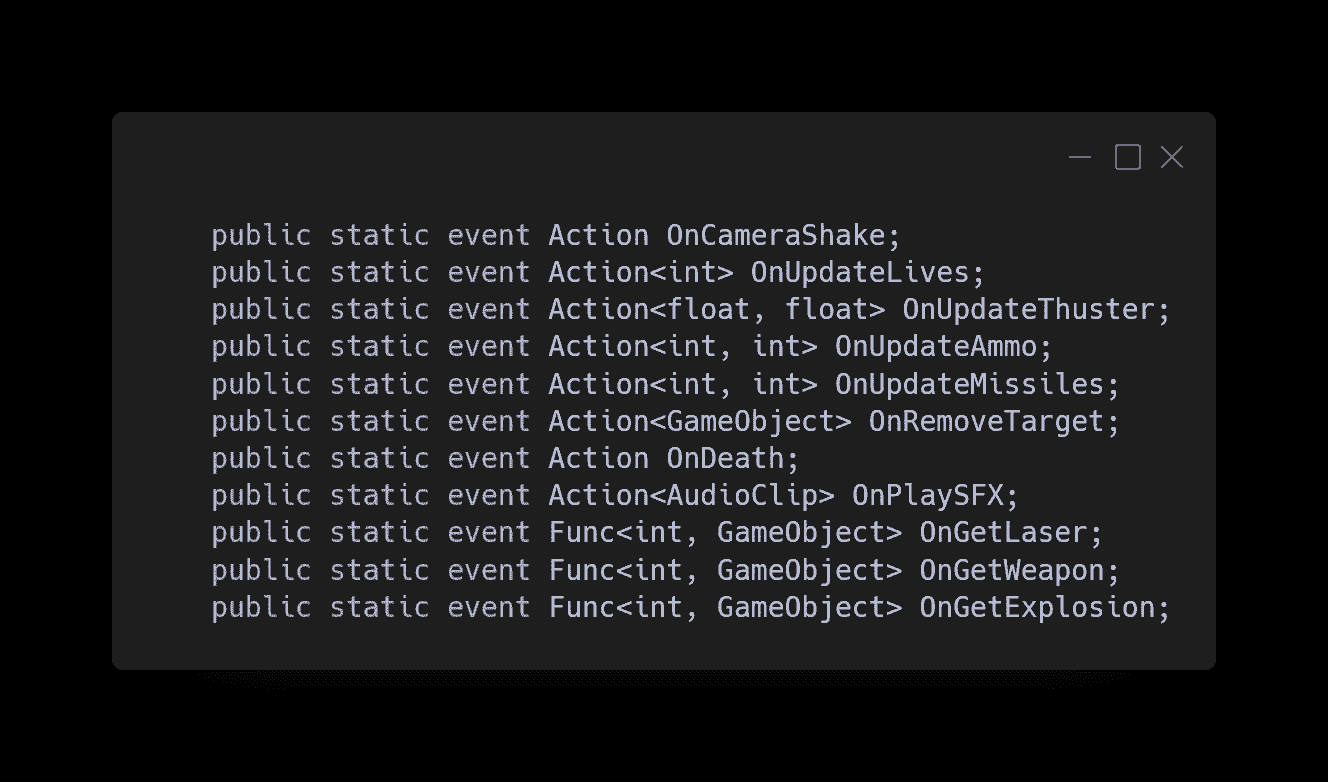 public static event Action OnCameraShake;
public static event Action<int> OnUpdateLives;
public static event Action<float, float> OnUpdateThuster;
public static event Action<int, int> OnUpdateAmmo;
public static event Action<int, int> OnUpdateMissiles;
public static event Action<GameObject> OnRemoveTarget;
public static event Action OnDeath;
public static event Action<AudioClip> OnPlaySFX;
public static event Func<int, GameObject> OnGetLaser;
public static event Func<int, GameObject> OnGetWeapon;
public static event Func<int, GameObject> OnGetExplosion;